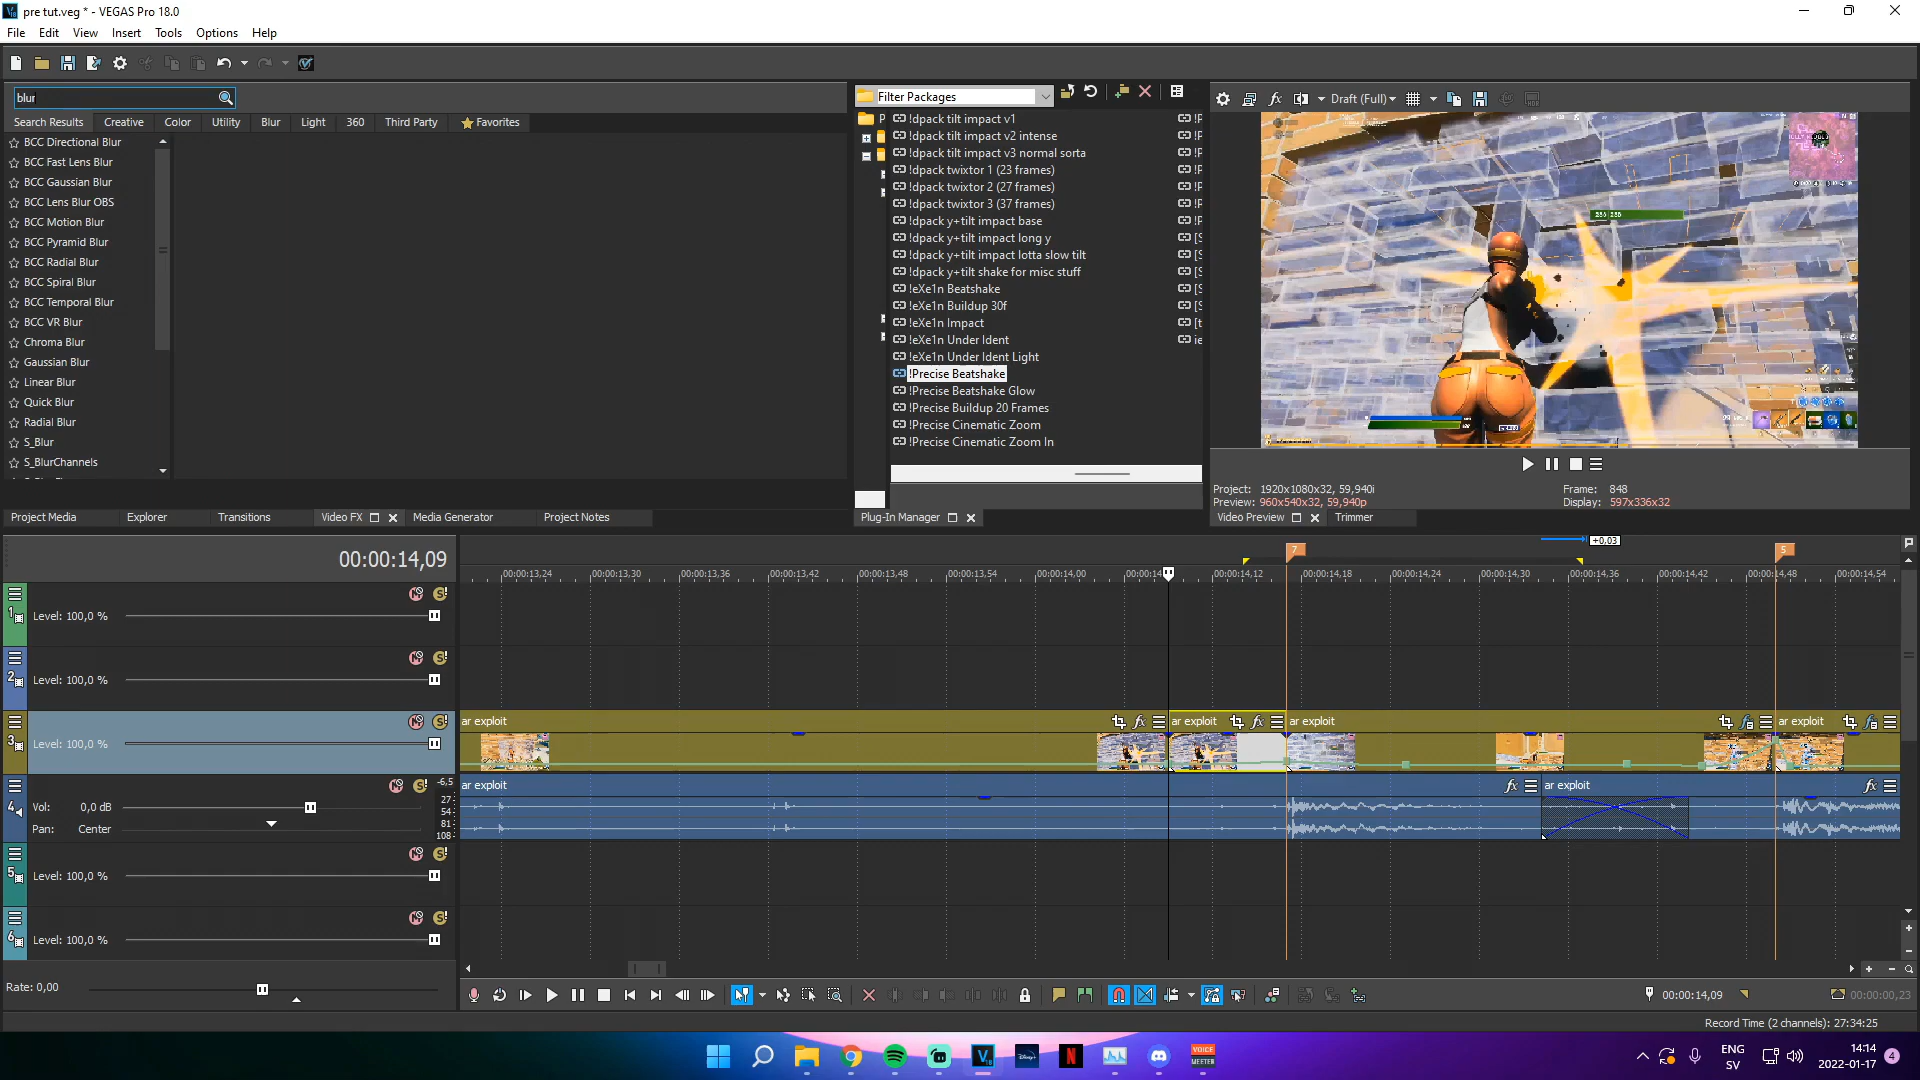 pre tut.veg * - VEGAS Pro 18.0
File Edit View Insert Tools Options Help
blur
Search Results Creative Color Utility Blur Light 360 Third Party Favorites
BCC Directional Blur
BCC Fast Lens Blur
BCC Gaussian Blur
BCC Lens Blur OBS
BCC Motion Blur
BCC Pyramid Blur
BCC Radial Blur
BCC Spiral Blur
BCC Temporal Blur
BCC VR Blur
Chroma Blur
Gaussian Blur
Linear Blur
Quick Blur
Radial Blur
S_Blur
S_BlurChannels
Filter Packages
!dpack tilt impact v1
!dpack tilt impact v2 intense
!dpack tilt impact v3 normal sorta
!dpack twixtor 1 (23 frames)
!dpack twixtor 2 (27 frames)
!dpack twixtor 3 (37 frames)
!dpack y+tilt impact base
!dpack y+tilt impact long y
!dpack y+tilt impact lotta slow tilt
!dpack y+tilt shake for misc stuff
!eXe1n Beatshake
!eXe1n Buildup 30f
!eXe1n Impact
!eXe1n Under Ident
!eXe1n Under Ident Light
!Precise Beatshake
!Precise Beatshake Glow
!Precise Buildup 20 Frames
!Precise Cinematic Zoom
!Precise Cinematic Zoom In
Draft (Full)
Project: 1920x1080x32, 59,940i
Preview: 960x540x32, 59,940p
Frame: 848
Display: 597x336x32
Project Media Explorer Transitions Video FX Media Generator Project Notes
Plug-In Manager
Video Preview Trimmer
00:00:14,09
+0,03
7
5
00:00:13,24 00:00:13,30 00:00:13,36 00:00:13,42 00:00:13,48 00:00:13,54 00:00:14,00 00:00:14 00:00:14,12 00:00:14,18 00:00:14,24 00:00:14,30 00:00:14,36 00:00:14,42 00:00:14,48 00:00:14,54
1
Level: 100,0 %
2
Level: 100,0 %
3
Level: 100,0 %
ar exploit ar exploit ar exploit ar exploit
4
Vol: 0,0 dB
Pan: Center
-6,5
27
54
81
108
ar exploit ar exploit
5
Level: 100,0 %
6
Level: 100,0 %
Rate: 0,00
00:00:14,09
00:00:00,23
Record Time (2 channels): 27:34:25
VOICE
MEETER
ENG
SV
14:14
2022-01-17
4